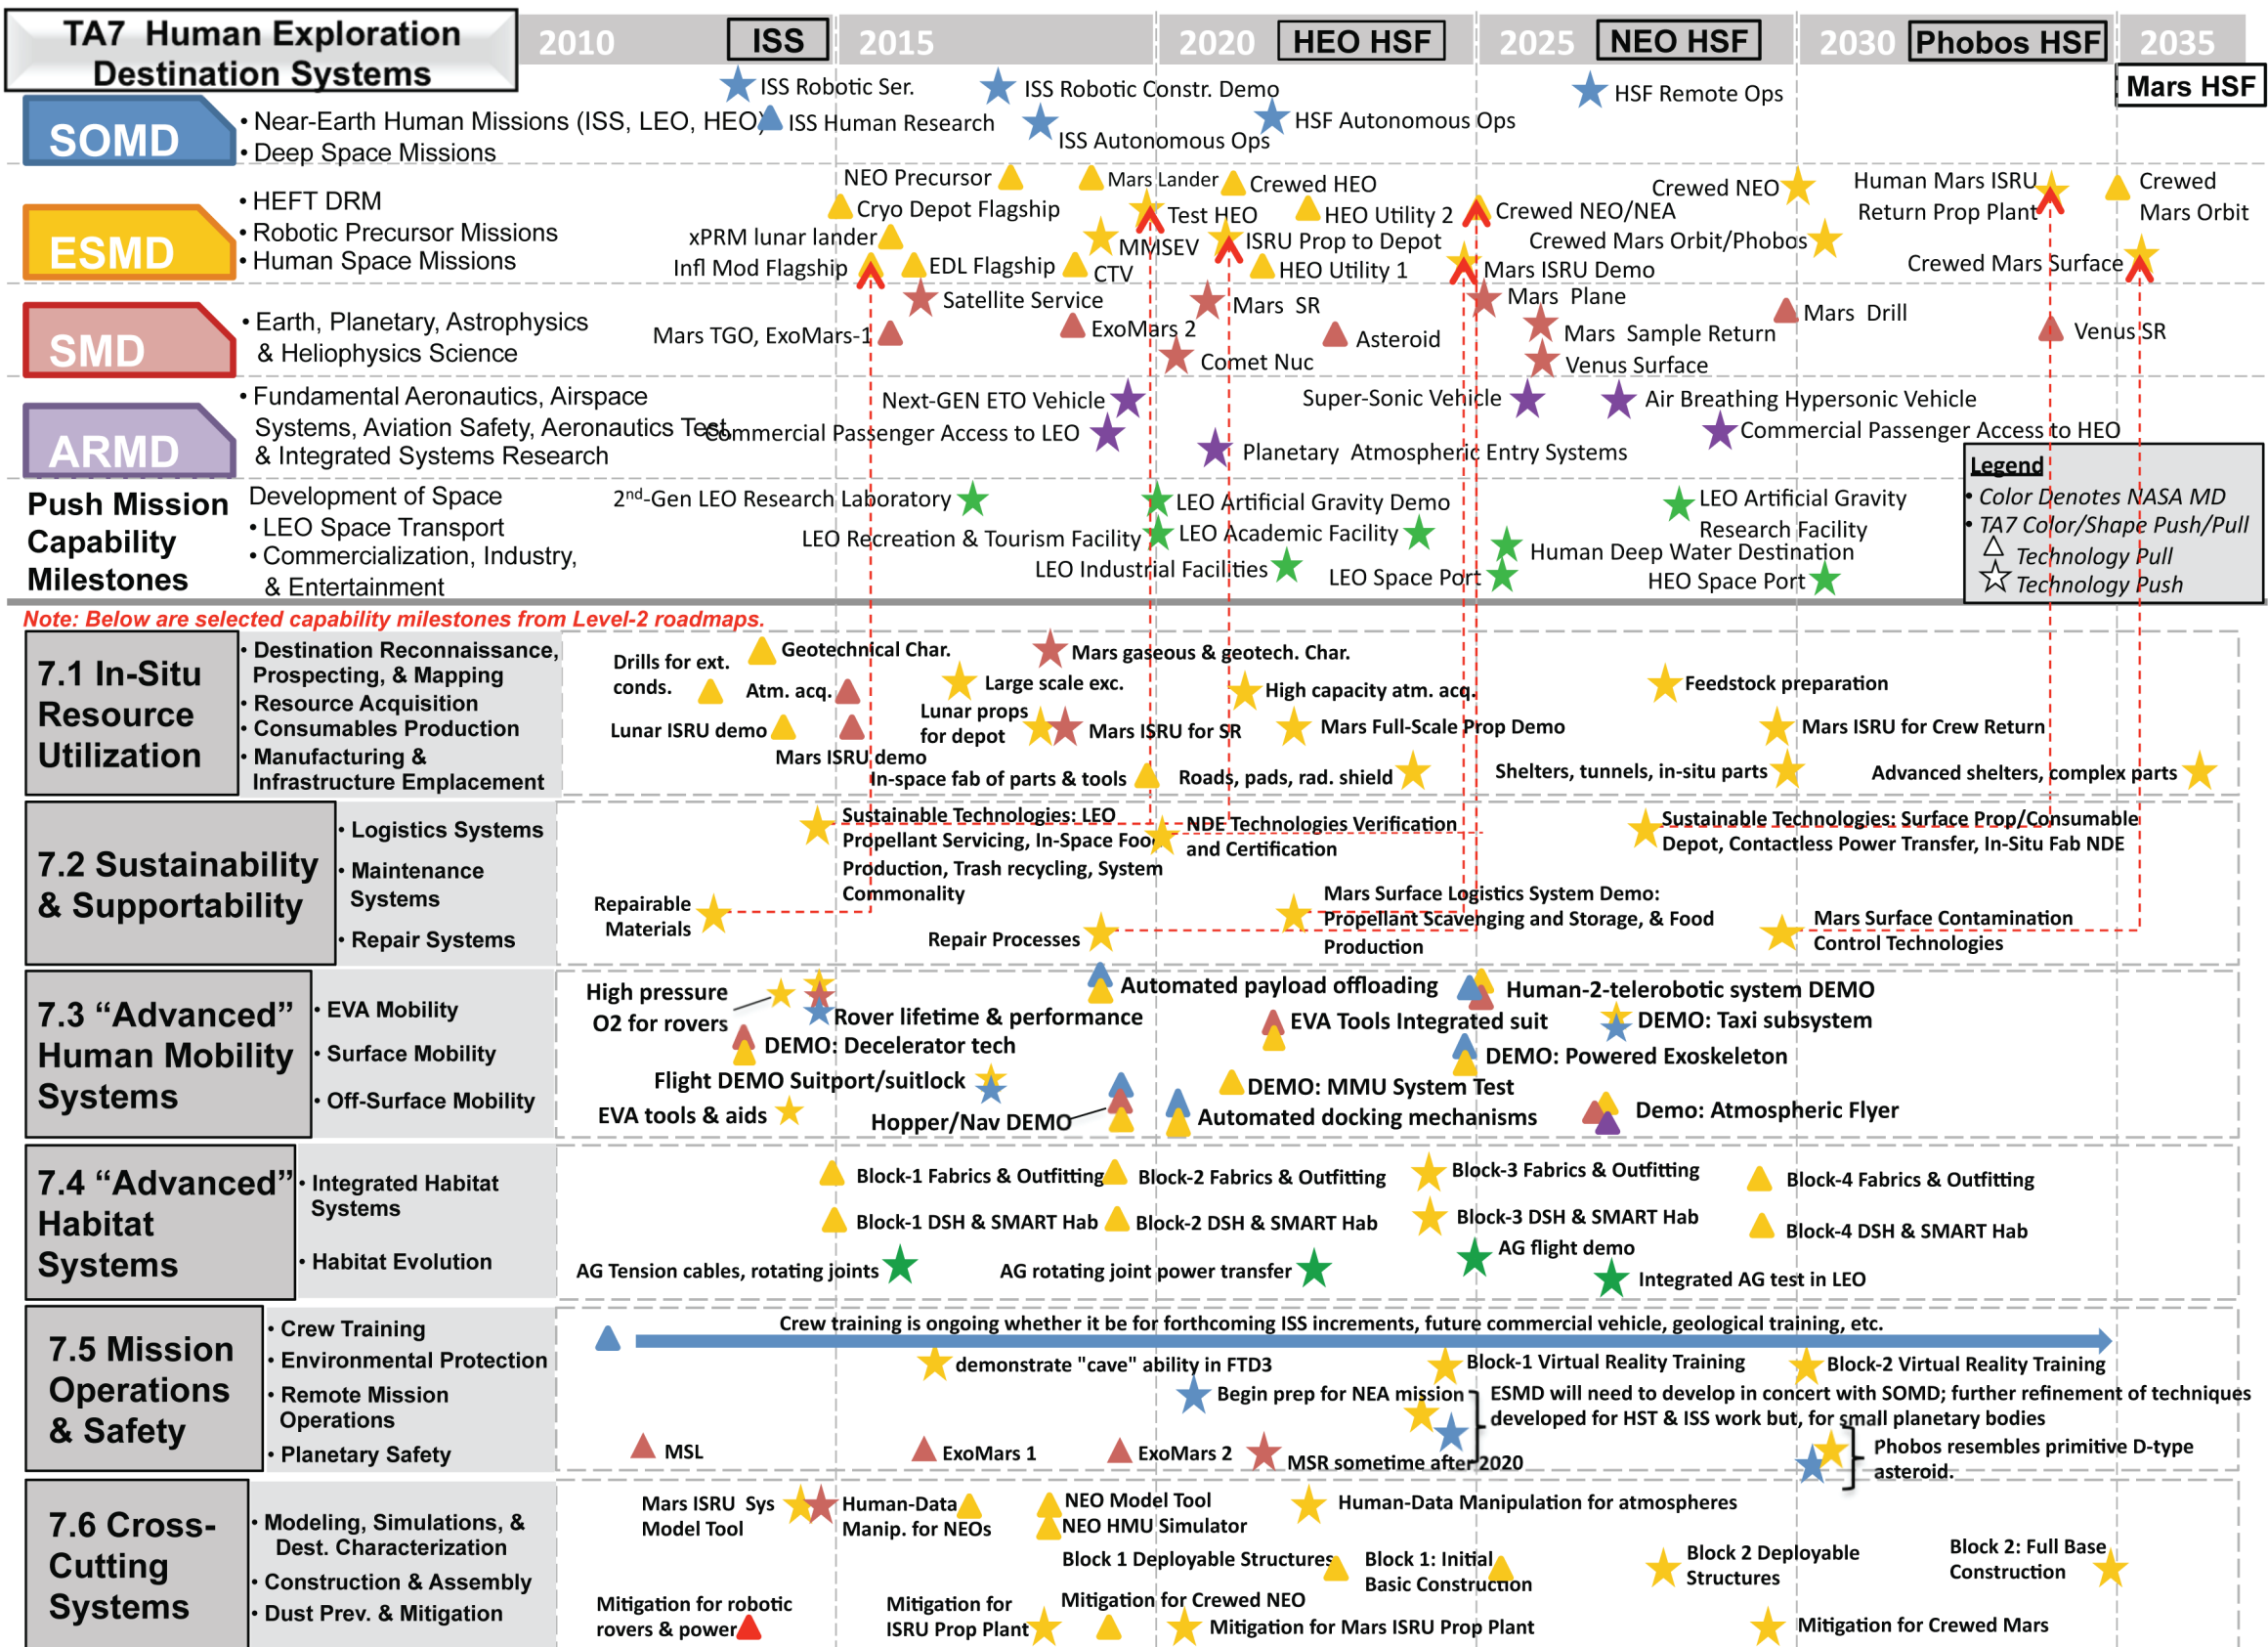 TA7 Human Exploration
Destination Systems
2010
ISS
2015
2020
HEO HSF
2025
NEO HSF
2030
Phobos HSF
2035
Mars HSF
SOMD
• Near-Earth Human Missions (ISS, LEO, HEO)
• Deep Space Missions
ISS Robotic Ser.
ISS Robotic Constr. Demo
HSF Remote Ops
ISS Human Research
HSF Autonomous Ops
ISS Autonomous Ops
ESMD
• HEFT DRM
• Robotic Precursor Missions
• Human Space Missions
NEO Precursor
Mars Lander
Crewed HEO
Crewed NEO
Human Mars ISRU
Return Prop Plant
Crewed
Mars Orbit
Cryo Depot Flagship
Test HEO
HEO Utility 2
Crewed NEO/NEA
xPRM lunar lander
MMSEV
ISRU Prop to Depot
Crewed Mars Orbit/Phobos
Infl Mod Flagship
EDL Flagship
CTV
HEO Utility 1
Mars ISRU Demo
Crewed Mars Surface
SMD
• Earth, Planetary, Astrophysics
& Heliophysics Science
Satellite Service
Mars SR
Mars Plane
Mars Drill
Mars TGO, ExoMars-1
ExoMars 2
Asteroid
Mars Sample Return
Venus SR
Comet Nuc
Venus Surface
ARMD
• Fundamental Aeronautics, Airspace
Systems, Aviation Safety, Aeronautics Test,
& Integrated Systems Research
Next-GEN ETO Vehicle
Super-Sonic Vehicle
Air Breathing Hypersonic Vehicle
Commercial Passenger Access to LEO
Commercial Passenger Access to HEO
Planetary Atmospheric Entry Systems
Legend
• Color Denotes NASA MD
• TA7 Color/Shape Push/Pull
Technology Pull
Technology Push
Push Mission
Capability
Milestones
Development of Space
• LEO Space Transport
• Commercialization, Industry,
& Entertainment
2nd-Gen LEO Research Laboratory
LEO Artificial Gravity Demo
LEO Artificial Gravity
Research Facility
LEO Recreation & Tourism Facility
LEO Academic Facility
Human Deep Water Destination
LEO Industrial Facilities
LEO Space Port
HEO Space Port
Note: Below are selected capability milestones from Level-2 roadmaps.
7.1 In-Situ
Resource
Utilization
• Destination Reconnaissance,
Prospecting, & Mapping
• Resource Acquisition
• Consumables Production
• Manufacturing &
Infrastructure Emplacement
Geotechnical Char.
Mars gaseous & geotech. Char.
Drills for ext.
conds.
Atm. acq.
Large scale exc.
High capacity atm. acq.
Feedstock preparation
Lunar ISRU demo
Mars ISRU demo
Lunar props
for depot
Mars ISRU for SR
Mars Full-Scale Prop Demo
Mars ISRU for Crew Return
In-space fab of parts & tools
Roads, pads, rad. shield
Shelters, tunnels, in-situ parts
Advanced shelters, complex parts
7.2 Sustainability
& Supportability
• Logistics Systems
• Maintenance
Systems
• Repair Systems
Sustainable Technologies: LEO
Propellant Servicing, In-Space Food
Production, Trash recycling, System
Commonality
NDE Technologies Verification
and Certification
Sustainable Technologies: Surface Prop/Consumable
Depot, Contactless Power Transfer, In-Situ Fab NDE
Repairable
Materials
Repair Processes
Mars Surface Logistics System Demo:
Propellant Scavenging and Storage, & Food
Production
Mars Surface Contamination
Control Technologies
7.3 “Advanced”
Human Mobility
Systems
• EVA Mobility
• Surface Mobility
• Off-Surface Mobility
High pressure
O2 for rovers
Rover lifetime & performance
Automated payload offloading
Human-2-telerobotic system DEMO
EVA Tools Integrated suit
DEMO: Taxi subsystem
DEMO: Decelerator tech
DEMO: Powered Exoskeleton
Flight DEMO Suitport/suitlock
DEMO: MMU System Test
EVA tools & aids
Hopper/Nav DEMO
Automated docking mechanisms
Demo: Atmospheric Flyer
7.4 “Advanced”
Habitat
Systems
• Integrated Habitat
Systems
• Habitat Evolution
Block-1 Fabrics & Outfitting
Block-2 Fabrics & Outfitting
Block-3 Fabrics & Outfitting
Block-4 Fabrics & Outfitting
Block-1 DSH & SMART Hab
Block-2 DSH & SMART Hab
Block-3 DSH & SMART Hab
Block-4 DSH & SMART Hab
AG Tension cables, rotating joints
AG rotating joint power transfer
AG flight demo
Integrated AG test in LEO
7.5 Mission
Operations
& Safety
• Crew Training
• Environmental Protection
• Remote Mission
Operations
• Planetary Safety
Crew training is ongoing whether it be for forthcoming ISS increments, future commercial vehicle, geological training, etc.
demonstrate "cave" ability in FTD3
Block-1 Virtual Reality Training
Block-2 Virtual Reality Training
Begin prep for NEA mission
ESMD will need to develop in concert with SOMD; further refinement of techniques
developed for HST & ISS work but, for small planetary bodies
MSL
ExoMars 1
ExoMars 2
MSR sometime after 2020
Phobos resembles primitive D-type
asteroid.
7.6 Cross-
Cutting
Systems
• Modeling, Simulations, &
Dest. Characterization
• Construction & Assembly
• Dust Prev. & Mitigation
Mars ISRU Sys
Model Tool
Human-Data
Manip. for NEOs
NEO Model Tool
NEO HMU Simulator
Human-Data Manipulation for atmospheres
Block 1 Deployable Structures
Block 1: Initial
Basic Construction
Block 2 Deployable
Structures
Block 2: Full Base
Construction
Mitigation for robotic
rovers & power
Mitigation for
ISRU Prop Plant
Mitigation for Crewed NEO
Mitigation for Mars ISRU Prop Plant
Mitigation for Crewed Mars